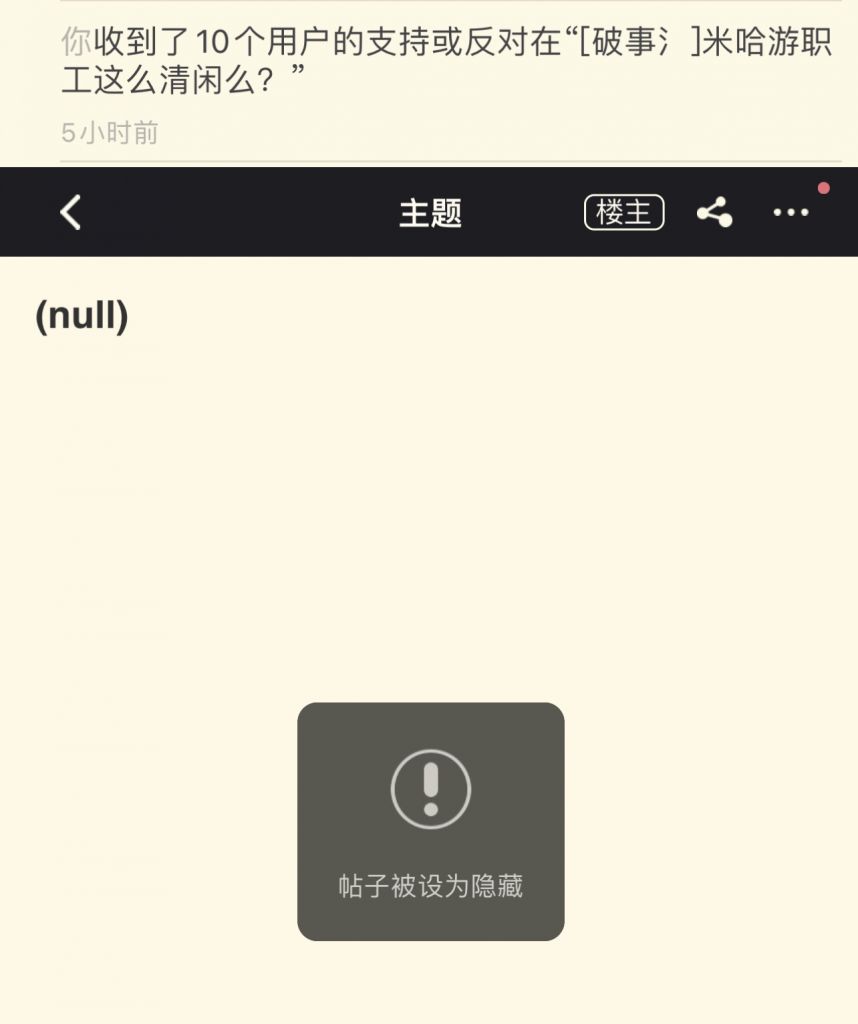 你收到了10个用户的支持或反对在“[破事氵]米哈游职
工这么清闲么？”
5小时前
主题
楼主
(null)
帖子被设为隐藏